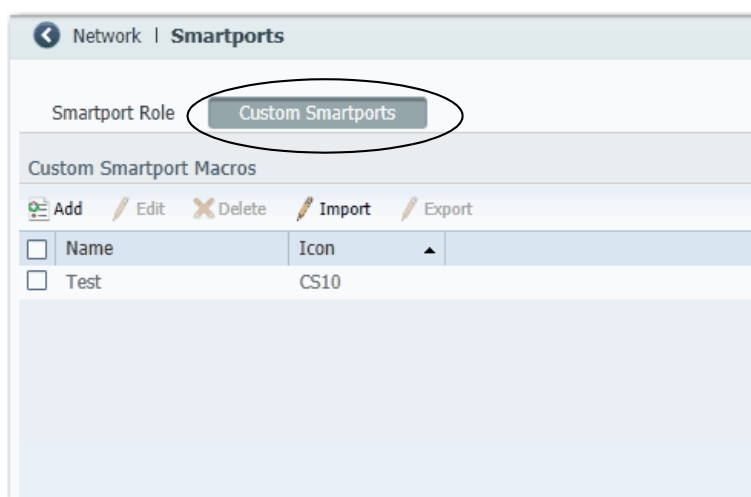 Network | Smartports
Smartport Role Custom Smartports
Custom Smartport Macros
Add Edit Delete Import Export
Name Icon
Test CS10